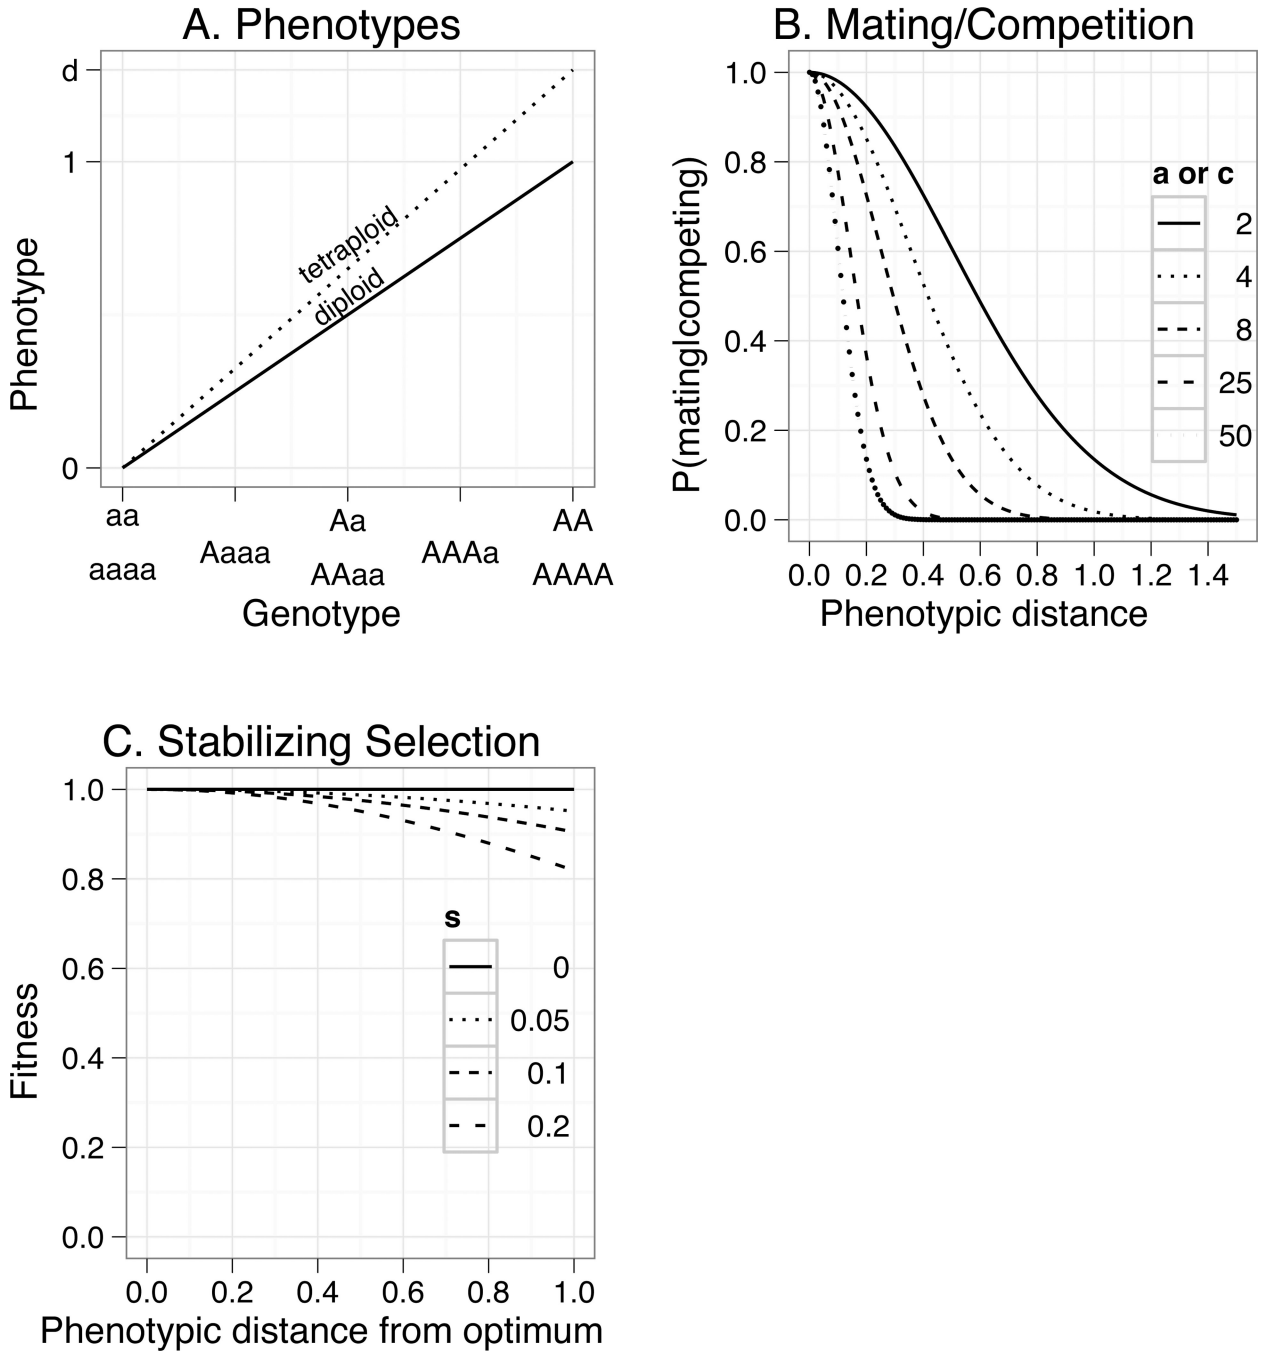 A. Phenotypes
d
1
0
Phenotype
tetraploid
diploid
aa Aa AA
Aaaa AAAa
aaaa AAaa AAAA
Genotype
B. Mating/Competition
1.0
0.8
0.6
0.4
0.2
0.0
P(mating|competing)
a or c
2
4
8
25
50
0.0 0.2 0.4 0.6 0.8 1.0 1.2 1.4
Phenotypic distance
C. Stabilizing Selection
1.0
0.8
0.6
0.4
0.2
0.0
Fitness
s
0
0.05
0.1
0.2
0.0 0.2 0.4 0.6 0.8 1.0
Phenotypic distance from optimum